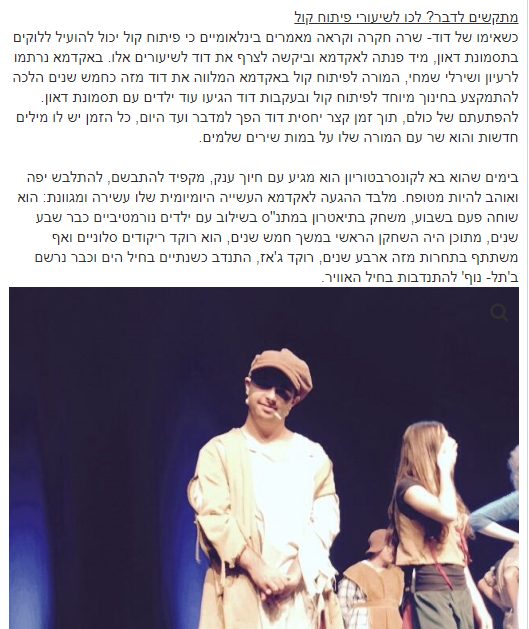 מתקשים לדבר? לכו לשיעורי פיתוח קול
כשאימו של דוד- שרה חקרה וקראה מאמרים בינלאומיים כי פיתוח קול יכול להועיל ללוקים
בתסמונת דאון, מיד פנתה לאקדמא וביקשה לצרף את דוד לשיעורים אלו. באקדמא נרתמו
לרעיון ושירלי שמחי, המורה לפיתוח קול באקדמא המלווה את דוד מזה כחמש שנים הלכה
להתמקצע בחינוך מיוחד לפיתוח קול ובעקבות דוד הגיעו עוד ילדים עם תסמונת דאון.
להפתעתם של כולם, תוך זמן קצר יחסית דוד הפך למדבר ועד היום, כל הזמן יש לו מילים
חדשות והוא שר עם המורה שלו על במות שירים שלמים.
בימים שהוא בא לקונסרבטוריון הוא מגיע עם חיוך ענק, מקפיד להתבשם, להתלבש יפה
ואוהב להיות מטופח. מלבד ההגעה לאקדמא העשייה היומיומית שלו עשירה ומגוונת: הוא
שוחה פעם בשבוע, משחק בתיאטרון במתנ"ס בשילוב עם ילדים נורמטיביים כבר שבע
שנים, מתוכן היה השחקן הראשי במשך חמש שנים, הוא רוקד ריקודים סלוניים ואף
משתתף בתחרות מזה ארבע שנים, רוקד ג'אז, התנדב כשנתיים בחיל הים וכבר נרשם
ב'תל- נוף' להתנדבות בחיל האוויר.